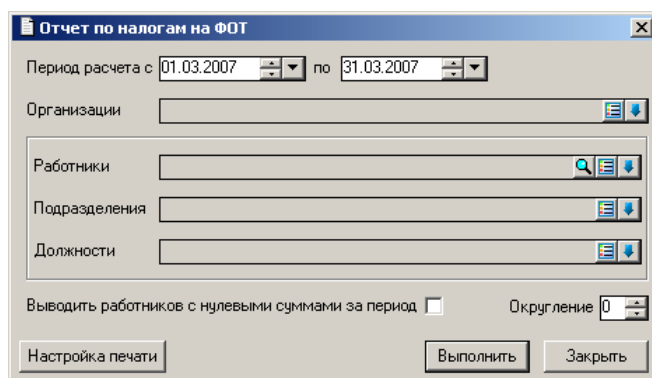 Отчет по налогам на ФОТ
Период расчета с 01.03.2007 по 31.03.2007
Организации
Работники
Подразделения
Должности
Выводить работников с нулевыми суммами за период Округление 0
Настройка печати Выполнить Закрыть